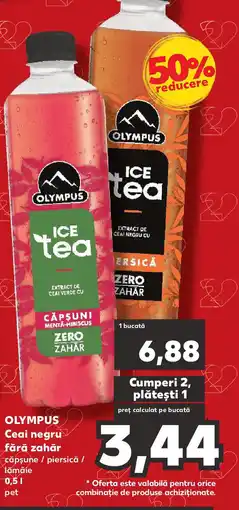 50%
reducere
OLYMPUS
ICE
tea
EXTRACT DE
CEAI NEGRU CU
PIERSICĂ
ZERO
ZAHĂR
OLYMPUS
ICE
tea
EXTRACT DE
CEAI VERDE CU
CĂPȘUNI
MENTĂ-HIBISCUS
ZERO
ZAHĂR
1 bucată
6,88
Cumperi 2,
plătești 1
preț calculat pe bucată
3,44
OLYMPUS
Ceai negru
fără zahăr
căpșune / piersică /
lămâie
0,5 l
pet
* Oferta este valabilă pentru orice
combinație de produse achiziționate.